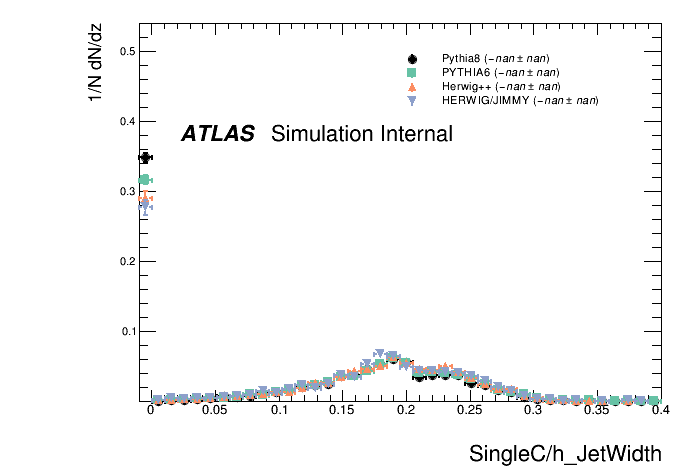 1/N dN/dz
0.5
0.4
0.3
0.2
0.1
Pythia8 (−nan ± nan)
PYTHIA6 (−nan ± nan)
Herwig++ (−nan ± nan)
HERWIG/JIMMY (−nan ± nan)
ATLAS Simulation Internal
0 0.05 0.1 0.15 0.2 0.25 0.3 0.35 0.4
SingleC/h_JetWidth